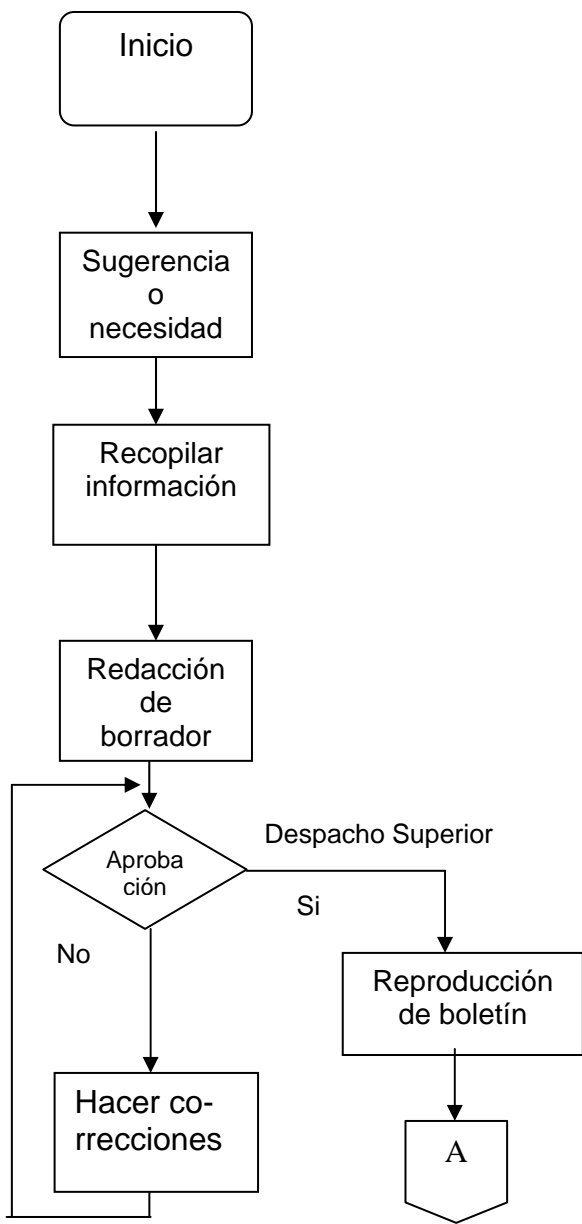 Inicio
Sugerencia
o
necesidad
Recopilar
información
Redacción
de
borrador
Aproba
ción
Despacho Superior
Si
No
Reproducción
de boletín
Hacer co-
rrecciones
A